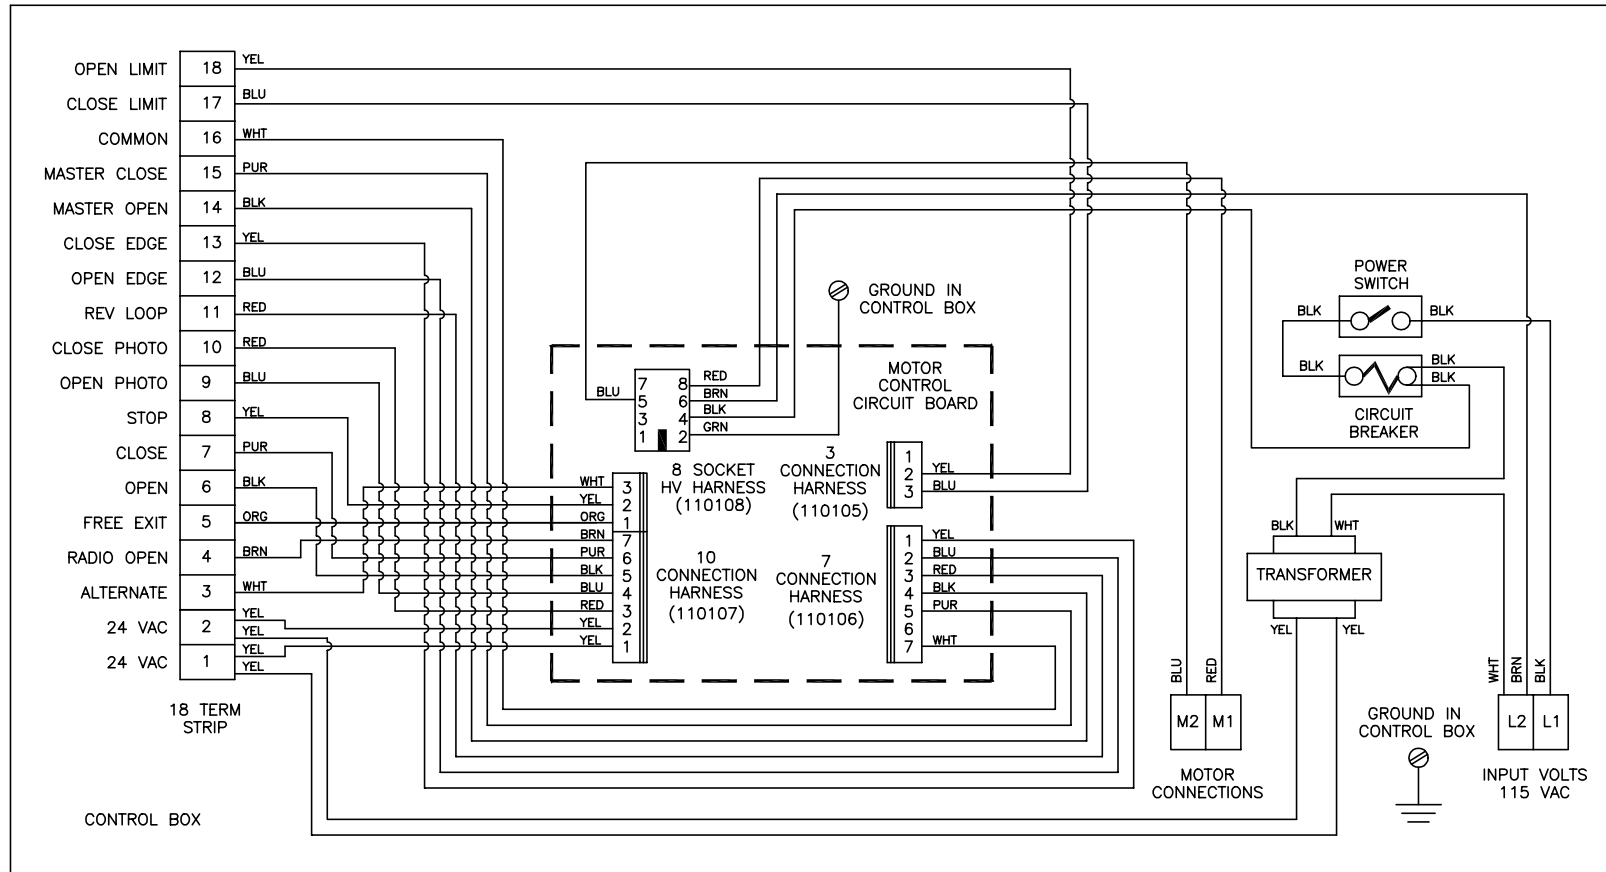 OPEN LIMIT 18 YEL
CLOSE LIMIT 17 BLU
COMMON 16 WHT
MASTER CLOSE 15 PUR
MASTER OPEN 14 BLK
CLOSE EDGE 13 YEL
OPEN EDGE 12 BLU
REV LOOP 11 RED
CLOSE PHOTO 10 RED
OPEN PHOTO 9 BLU
STOP 8 YEL
CLOSE 7 PUR
OPEN 6 BLK
FREE EXIT 5 ORG
RADIO OPEN 4 BRN
ALTERNATE 3 WHT
24 VAC 2 YEL
YEL
24 VAC 1 YEL
YEL
18 TERM
STRIP
CONTROL BOX
GROUND IN
CONTROL BOX
MOTOR
CONTROL
CIRCUIT BOARD
7 8 RED
BLU 5 6 BRN
3 4 BLK
1 2 GRN
8 SOCKET
HV HARNESS
(110108)
3
CONNECTION
HARNESS
(110105)
1
2 YEL
3 BLU
WHT 3
YEL 2
ORG 1
BRN 7
PUR 6
BLK 5
BLU 4
RED 3
YEL 2
YEL 1
10
CONNECTION
HARNESS
(110107)
7
CONNECTION
HARNESS
(110106)
1 YEL
2 BLU
3 RED
4 BLK
5 PUR
6
7 WHT
POWER
SWITCH
BLK BLK
BLK BLK
BLK
CIRCUIT
BREAKER
BLK WHT
TRANSFORMER
YEL YEL
BLU RED
M2 M1
MOTOR
CONNECTIONS
GROUND IN
CONTROL BOX
WHT BRN BLK
L2 L1
INPUT VOLTS
115 VAC